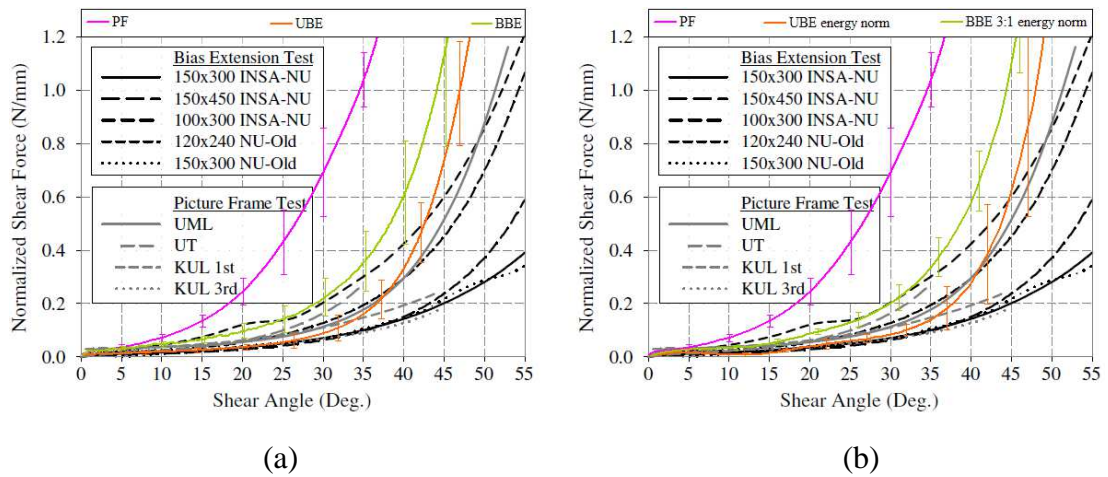 PF UBE BBE
Normalized Shear Force (N/mm)
1.2
1.0
0.8
0.6
0.4
0.2
0.0
Bias Extension Test
150x300 INSA-NU
150x450 INSA-NU
100x300 INSA-NU
120x240 NU-Old
150x300 NU-Old
Picture Frame Test
UML
UT
KUL 1st
KUL 3rd
0 5 10 15 20 25 30 35 40 45 50 55
Shear Angle (Deg.)
(a)
PF UBE energy norm BBE 3:1 energy norm
Normalized Shear Force (N/mm)
1.2
1.0
0.8
0.6
0.4
0.2
0.0
Bias Extension Test
150x300 INSA-NU
150x450 INSA-NU
100x300 INSA-NU
120x240 NU-Old
150x300 NU-Old
Picture Frame Test
UML
UT
KUL 1st
KUL 3rd
0 5 10 15 20 25 30 35 40 45 50 55
Shear Angle (Deg.)
(b)